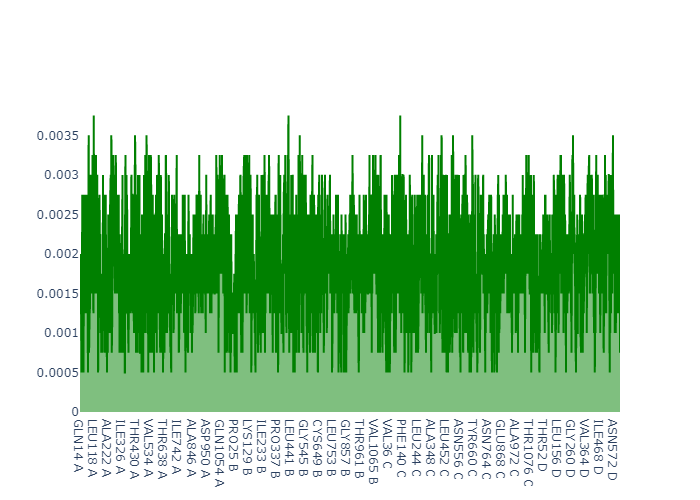 0.0035
0.003
0.0025
0.002
0.0015
0.001
0.0005
0
GLN14 A
LEU118 A
ALA222 A
ILE326 A
THR430 A
VAL534 A
THR638 A
ILE742 A
ALA846 A
ASP950 A
GLN1054 A
PRO25 B
LYS129 B
ILE233 B
PRO337 B
LEU441 B
GLY545 B
CYS649 B
LEU753 B
GLY857 B
THR961 B
VAL1065 B
VAL36 C
PHE140 C
LEU244 C
ALA348 C
LEU452 C
ASN556 C
TYR660 C
ASN764 C
GLU868 C
ALA972 C
THR1076 C
THR52 D
LEU156 D
GLY260 D
VAL364 D
ILE468 D
ASN572 D